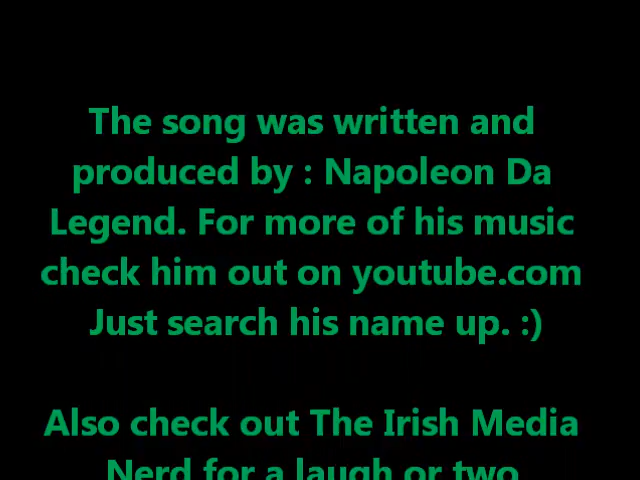 The song was written and
produced by : Napoleon Da
Legend. For more of his music
check him out on youtube.com
Just search his name up. :)
Also check out The Irish Media
Nerd for a laugh or two